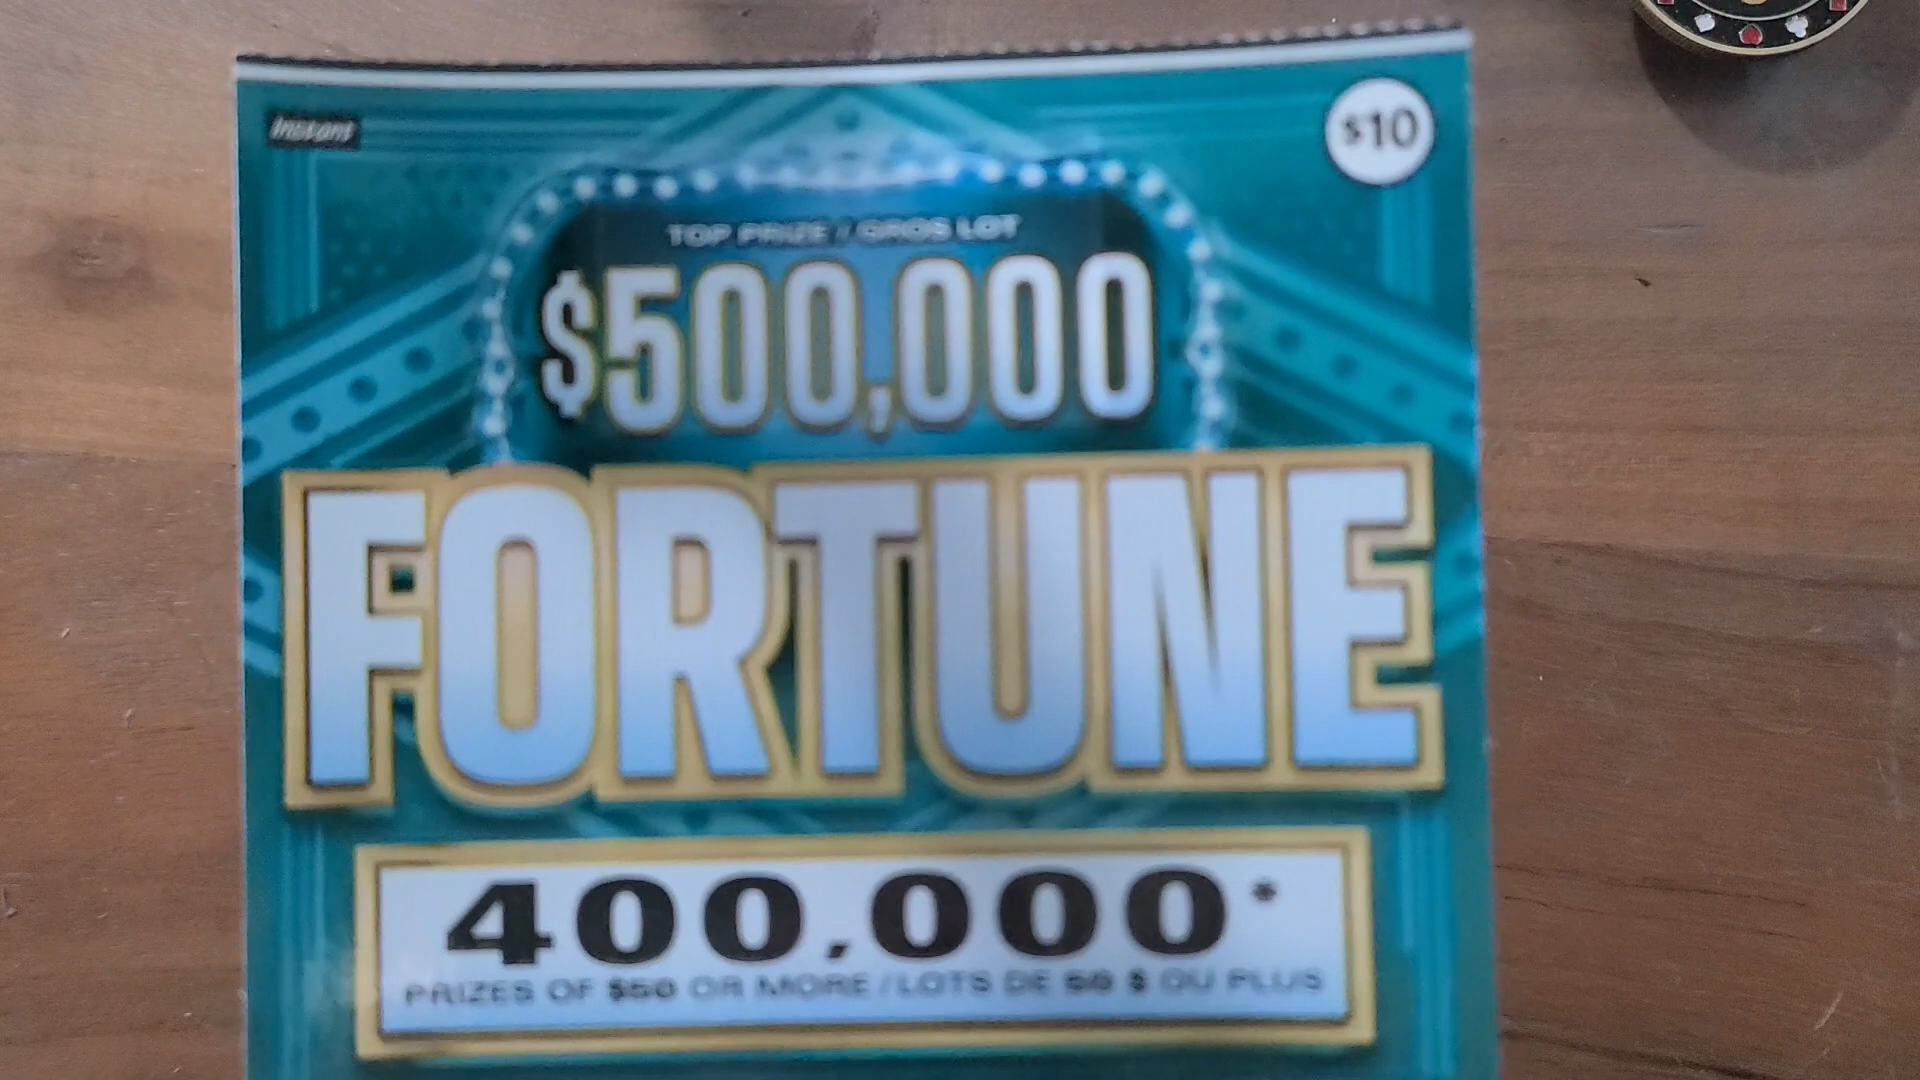 Instant
$10
TOP PRIZE / GROS LOT
$500,000
FORTUNE
400,000*
PRIZES OF $50 OR MORE / LOTS DE 50 $ OU PLUS